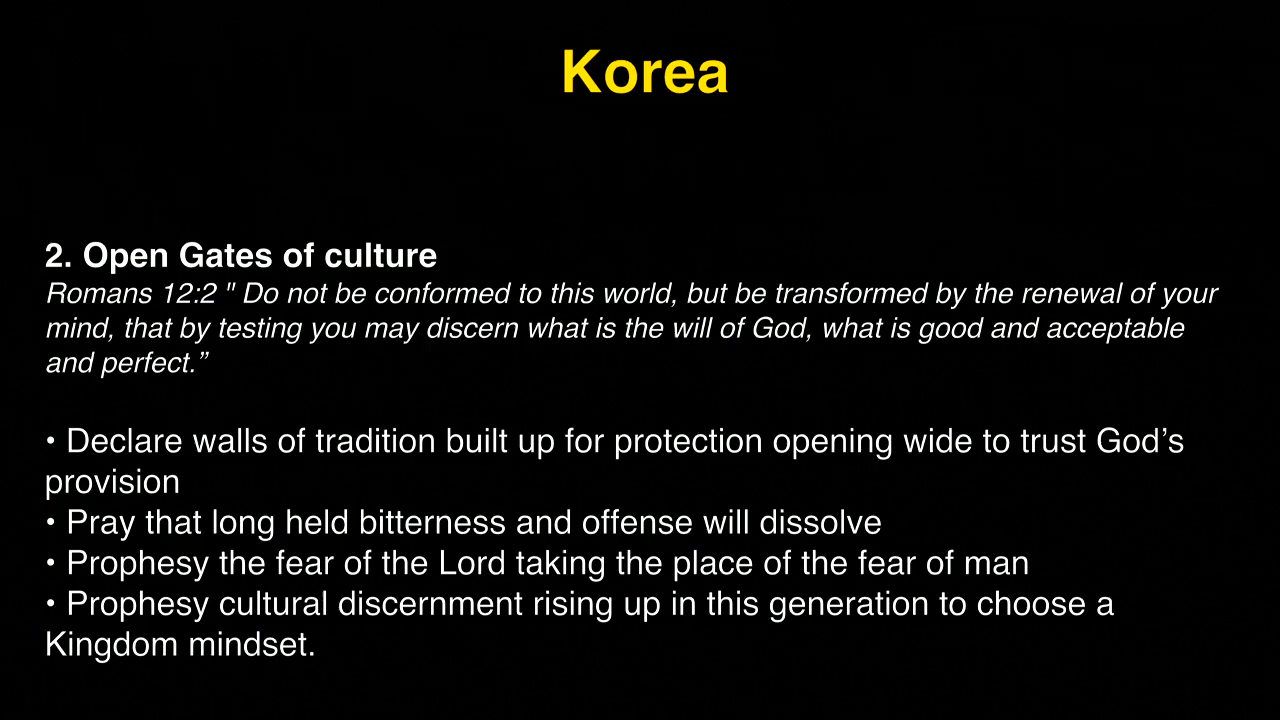 Korea
2. Open Gates of culture
Romans 12:2 " Do not be conformed to this world, but be transformed by the renewal of your
mind, that by testing you may discern what is the will of God, what is good and acceptable
and perfect.”
• Declare walls of tradition built up for protection opening wide to trust God’s
provision
• Pray that long held bitterness and offense will dissolve
• Prophesy the fear of the Lord taking the place of the fear of man
• Prophesy cultural discernment rising up in this generation to choose a
Kingdom mindset.